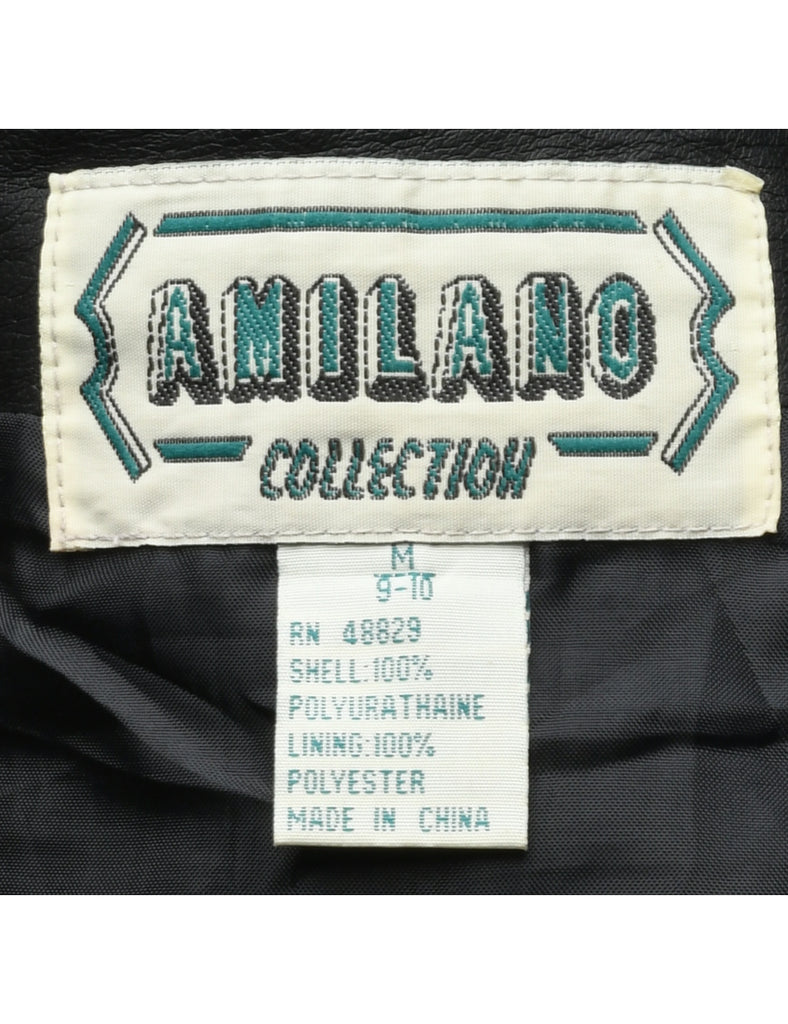 AMILANO
COLLECTION
M
9-10
RN 48829
SHELL:100%
POLYURATHAINE
LINING:100%
POLYESTER
MADE IN CHINA